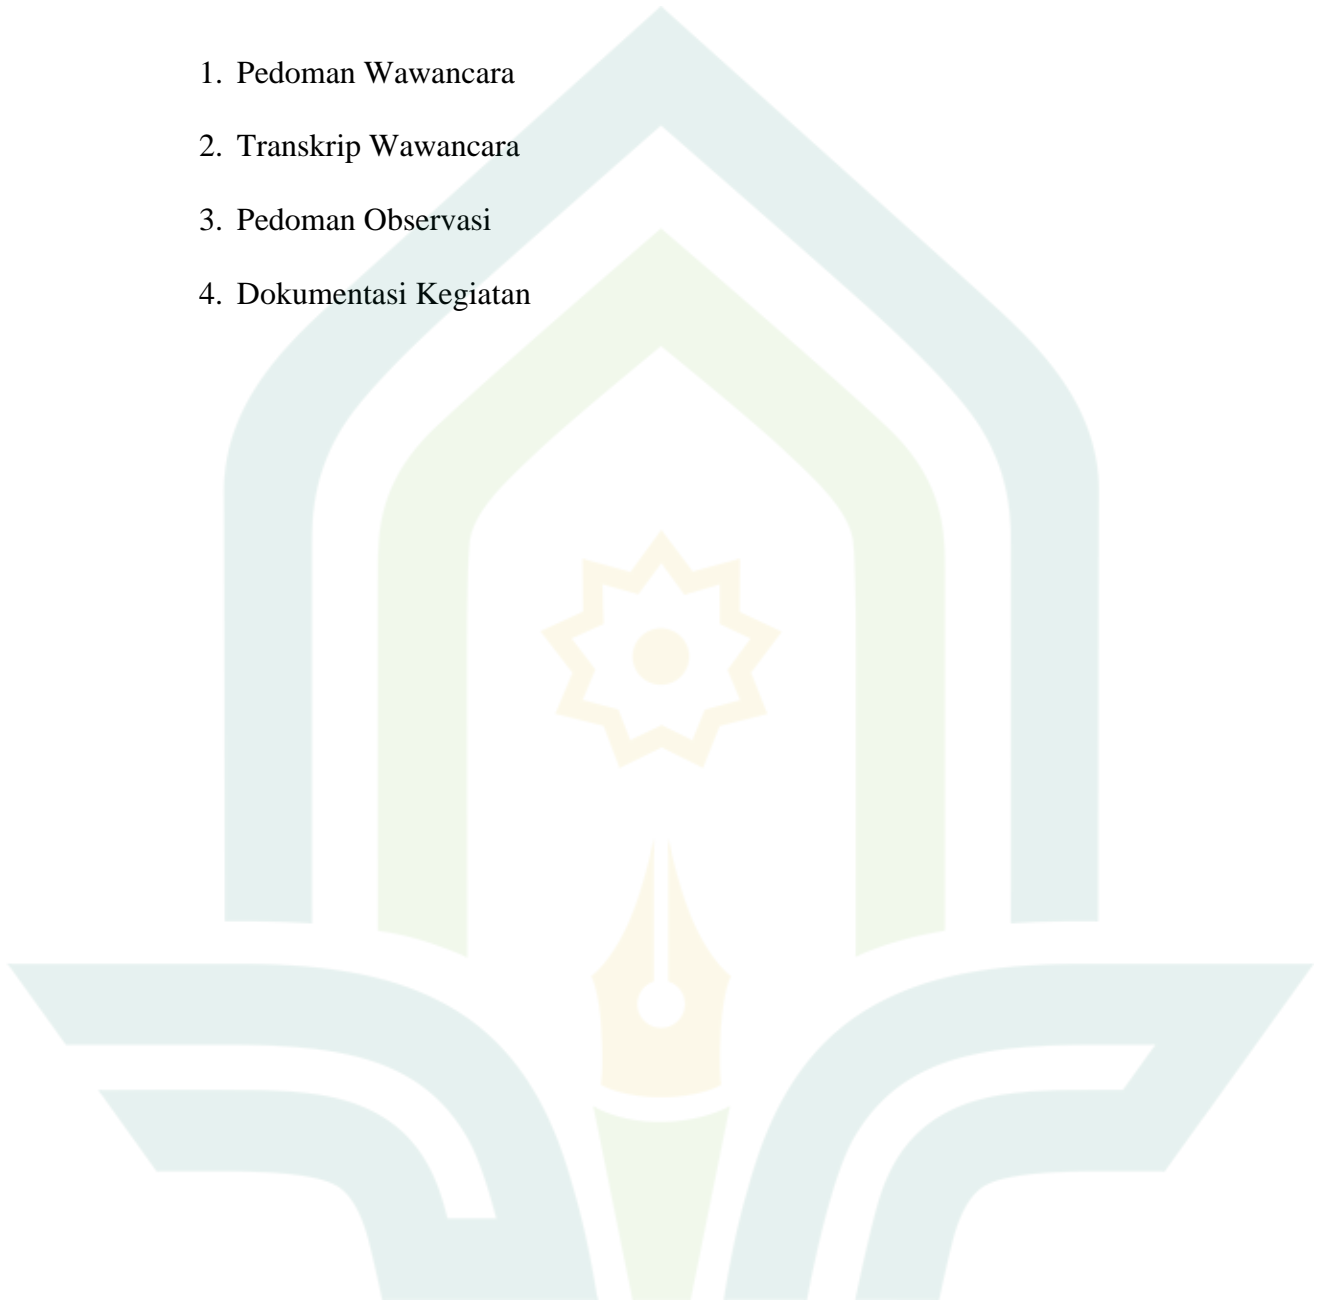 1. Pedoman Wawancara
2. Transkrip Wawancara
3. Pedoman Observasi
4. Dokumentasi Kegiatan